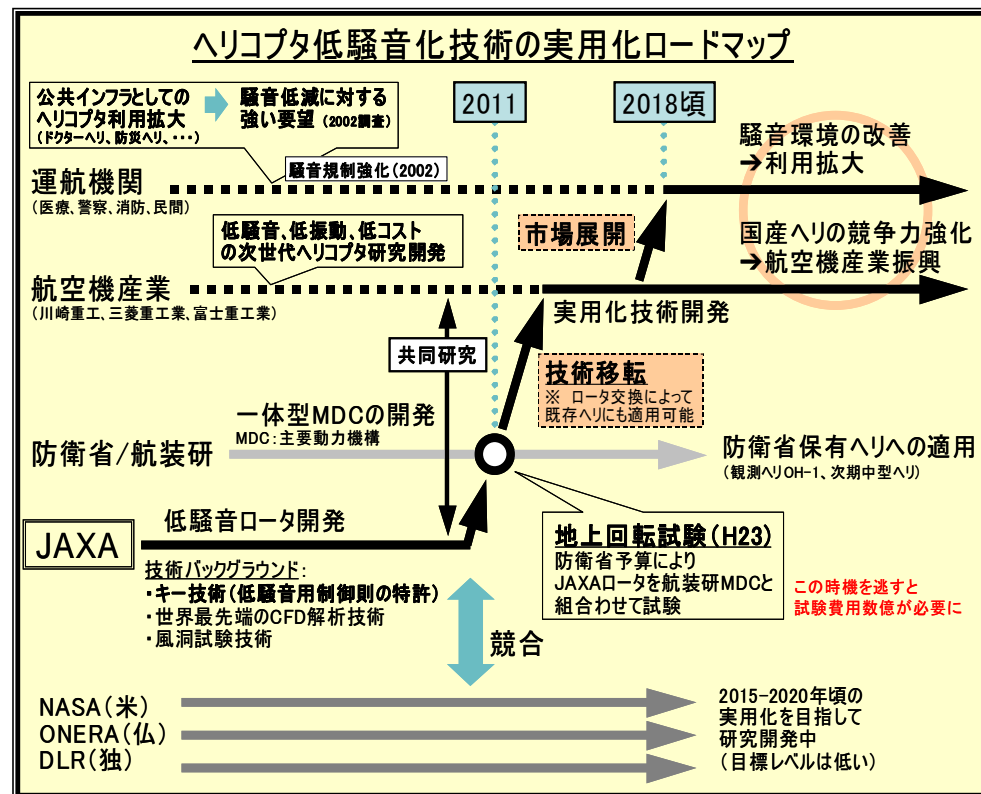 ヘリコプタ低騒音化技術の実用化ロードマップ
公共インフラとしての
ヘリコプタ利用拡大
(ドクターヘリ、防災ヘリ、・・・)
騒音低減に対する
強い要望 (2002調査)
2011
2018頃
騒音規制強化(2002)
運航機関
(医療、警察、消防、民間)
騒音環境の改善
→利用拡大
低騒音、低振動、低コスト
の次世代ヘリコプタ研究開発
市場展開
国産ヘリの競争力強化
→航空機産業振興
航空機産業
(川崎重工、三菱重工業、富士重工業)
実用化技術開発
共同研究
技術移転
※ ロータ交換によって
既存ヘリにも適用可能
一体型MDCの開発
MDC:主要動力機構
防衛省/航装研
防衛省保有ヘリへの適用
(観測ヘリOH-1、次期中型ヘリ)
JAXA
低騒音ロータ開発
技術バックグラウンド:
・キー技術(低騒音用制御則の特許)
・世界最先端のCFD解析技術
・風洞試験技術
地上回転試験(H23)
防衛省予算により
JAXAロータを航装研MDCと
組合わせて試験
この時機を逃すと
試験費用数億が必要に
競合
NASA(米)
ONERA(仏)
DLR(独)
2015-2020年頃の
実用化を目指して
研究開発中
(目標レベルは低い)